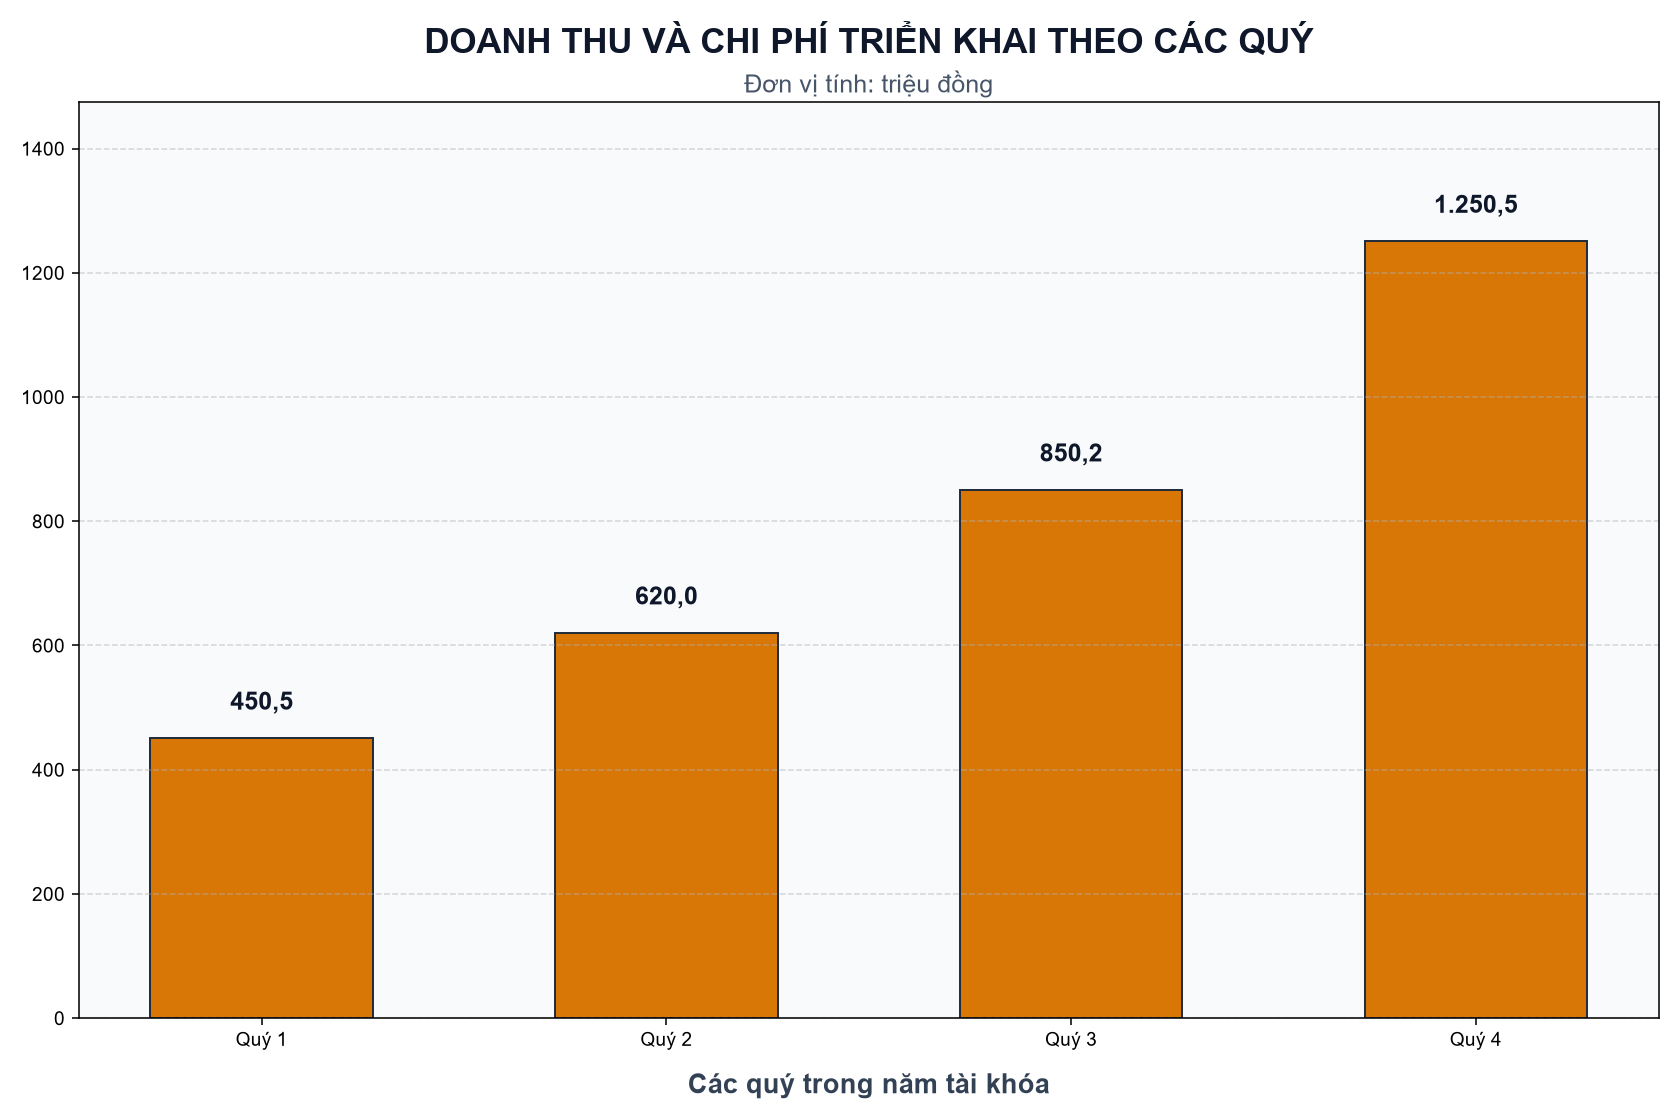 DOANH THU VÀ CHI PHÍ TRIỂN KHAI THEO CÁC QUÝ
Đơn vị tính: triệu đồng
1400
1200
1000
800
600
400
200
0
450,5
620,0
850,2
1.250,5
Quý 1
Quý 2
Quý 3
Quý 4
Các quý trong năm tài khóa